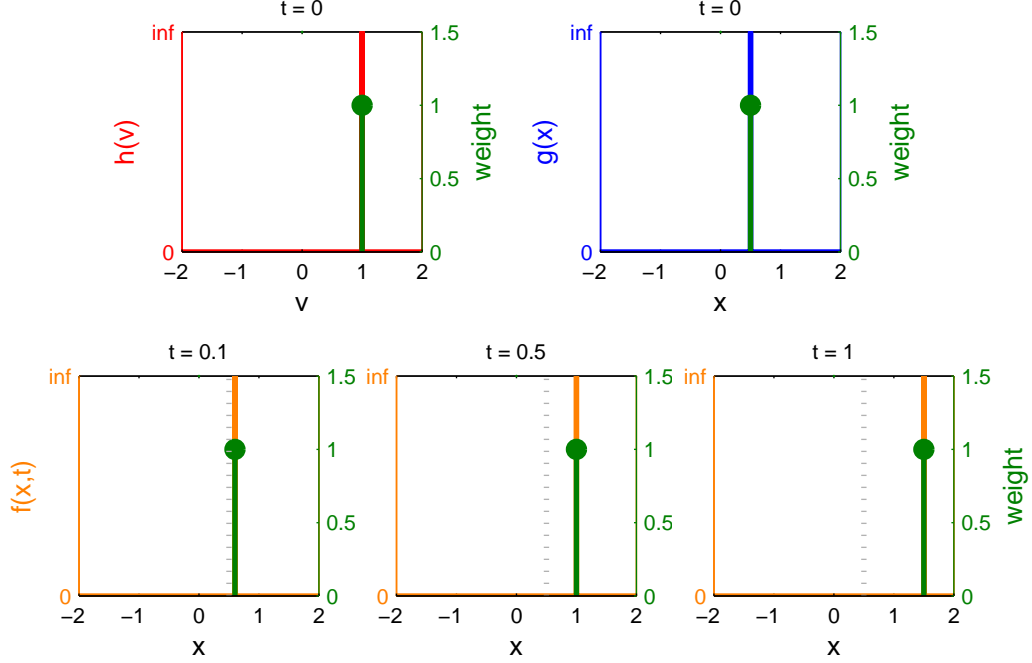 t = 0
inf
h(v)
0
−2 −1 0 1 2
v
1.5
1
0.5
0
weight
t = 0
inf
g(x)
0
−2 −1 0 1 2
x
1.5
1
0.5
0
weight
t = 0.1
inf
f(x,t)
0
−2 −1 0 1 2
x
1.5
1
0.5
0
t = 0.5
inf
0
−2 −1 0 1 2
x
1.5
1
0.5
0
t = 1
inf
0
−2 −1 0 1 2
x
1.5
1
0.5
0
weight